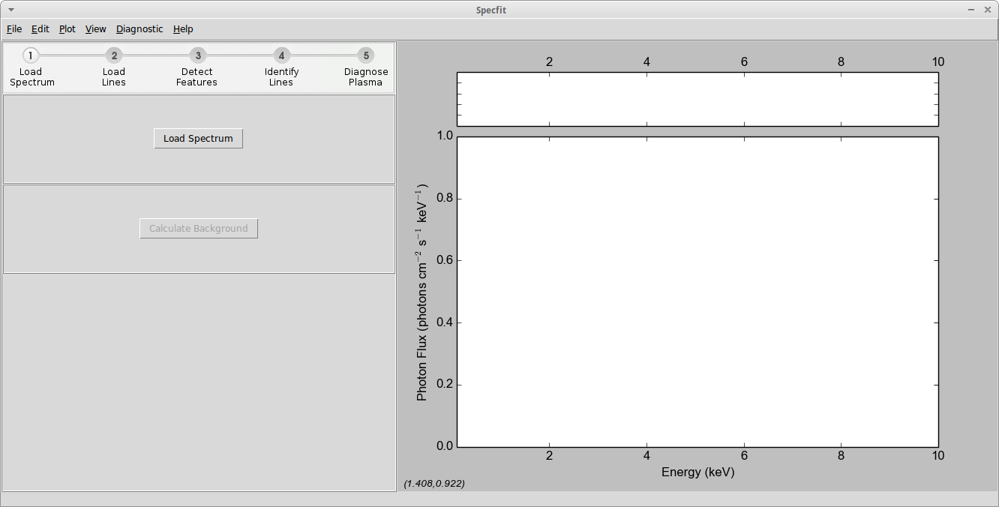 Specfit
File Edit Plot View Diagnostic Help
1 2 3 4 5
Load Spectrum
Load Lines
Detect Features
Identify Lines
Diagnose Plasma
Load Spectrum
Calculate Background
2 4 6 8 10
1.0
0.8
0.6
0.4
0.2
0.0
Photon Flux (photons cm⁻² s⁻¹ keV⁻¹)
2 4 6 8 10
Energy (keV)
(1.408,0.922)